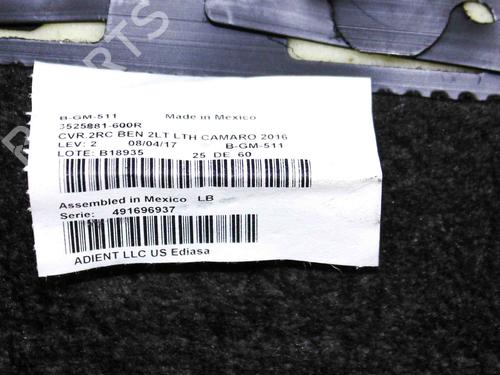 B-GM-511 Made in Mexico
3525881-600R
CVR.2RC BEN 2LT LTH CAMARO 2016
LEV: 2 08/04/17 B-GM-511
LOTE: B18935 25 DE 60
Assembled in Mexico LB
Serie: 491696937
ADIENT LLC US Ediasa